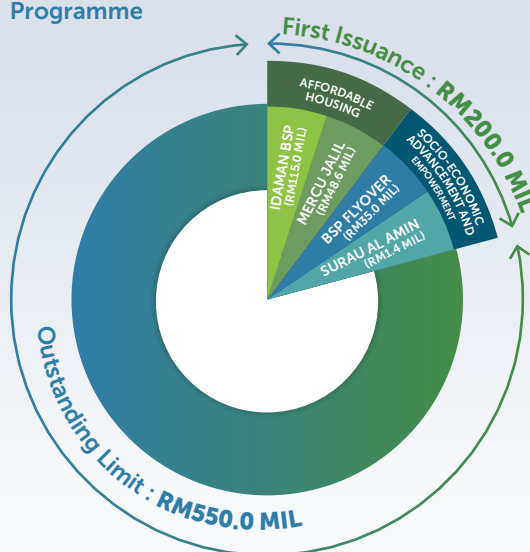 Programme
First Issuance : RM200.0 MIL
AFFORDABLE
HOUSING
SOCIO-ECONOMIC
ADVANCEMENT AND
EMPOWERMENT
IDAMAN BSP
(RM115.0 MIL)
MERCU JALIL
(RM48.6 MIL)
BSP FLYOVER
(RM35.0 MIL)
SURAU AL AMIN
(RM1.4 MIL)
Outstanding Limit : RM550.0 MIL